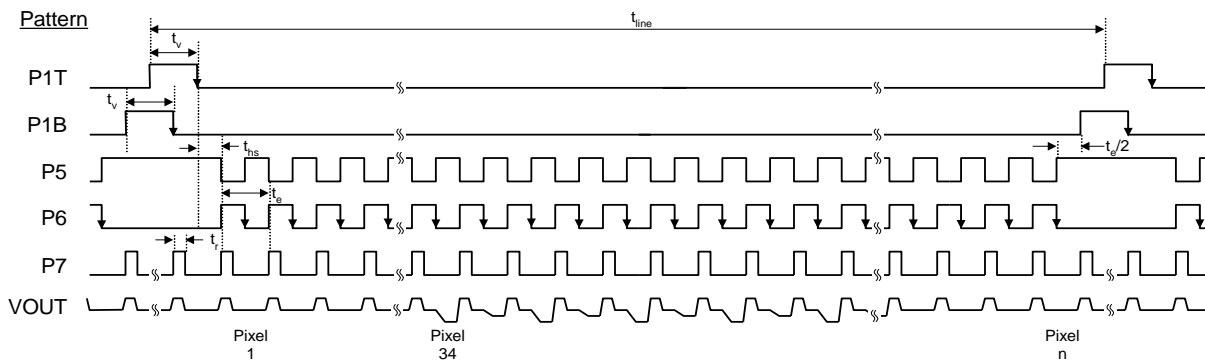 Pattern
t_line
t_v
P1T
t_v
P1B
t_hs
t_e/2
P5
t_e
P6
t_r
P7
VOUT
Pixel 1
Pixel 34
Pixel n